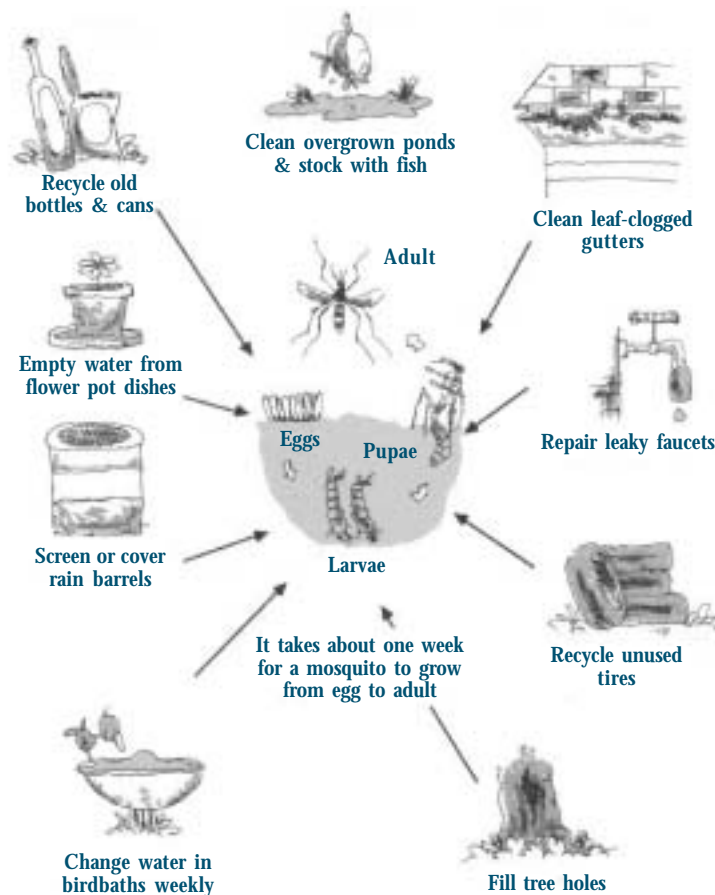 Clean overgrown ponds
& stock with fish
Recycle old
bottles & cans
Clean leaf-clogged
gutters
Adult
Empty water from
flower pot dishes
Eggs
Pupae
Repair leaky faucets
Screen or cover
rain barrels
Larvae
It takes about one week
for a mosquito to grow
from egg to adult
Recycle unused
tires
Change water in
birdbaths weekly
Fill tree holes